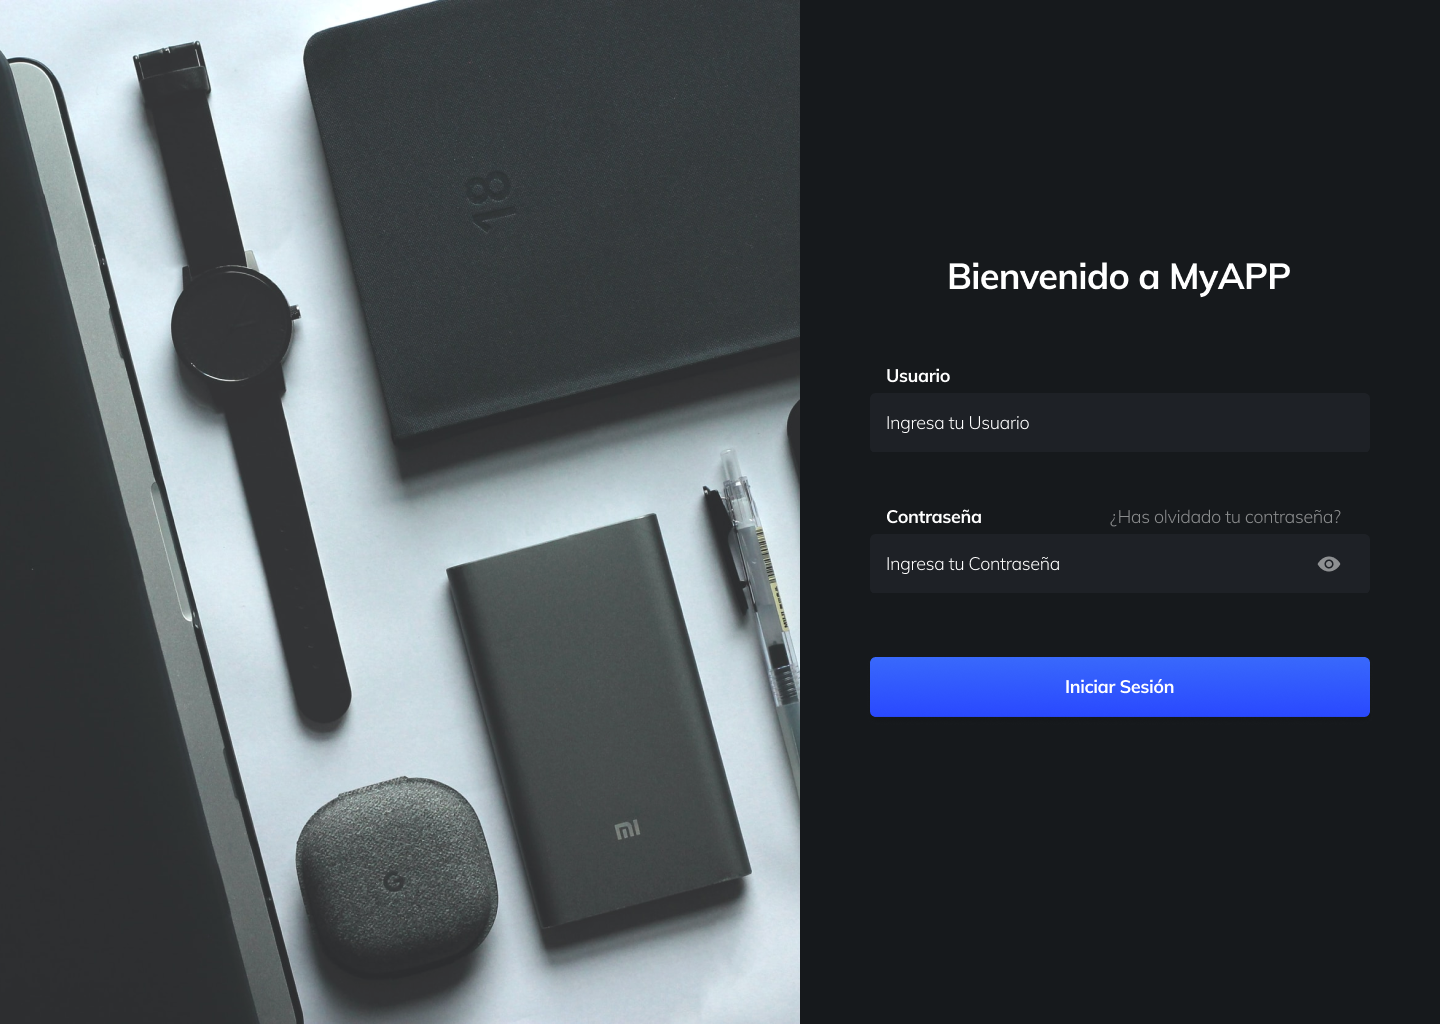 18
Bienvenido a MyAPP
Usuario
Ingresa tu Usuario
Contraseña
¿Has olvidado tu contraseña?
Ingresa tu Contraseña
Iniciar Sesión
mi
G